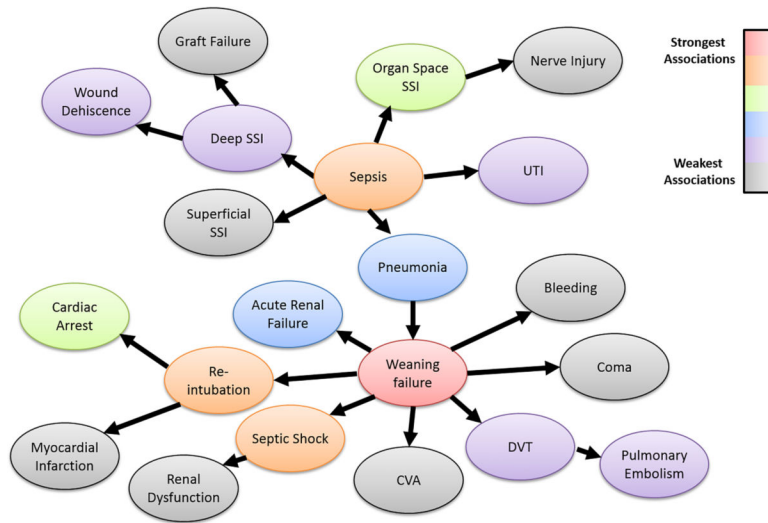 Graft Failure
Organ Space
SSI
Nerve Injury
Strongest
Associations
Wound
Dehiscence
Deep SSI
Sepsis
UTI
Weakest
Associations
Superficial
SSI
Pneumonia
Bleeding
Cardiac
Arrest
Acute Renal
Failure
Re-
intubation
Weaning
failure
Coma
Myocardial
Infarction
Septic Shock
DVT
Pulmonary
Embolism
Renal
Dysfunction
CVA